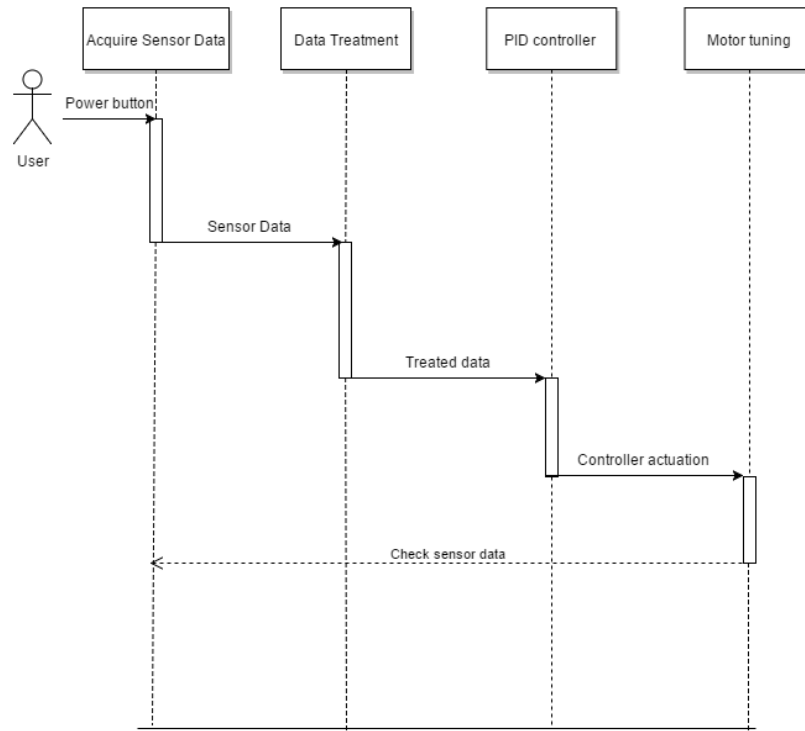 Acquire Sensor Data
Data Treatment
PID controller
Motor tuning
Power button
User
Sensor Data
Treated data
Controller actuation
Check sensor data